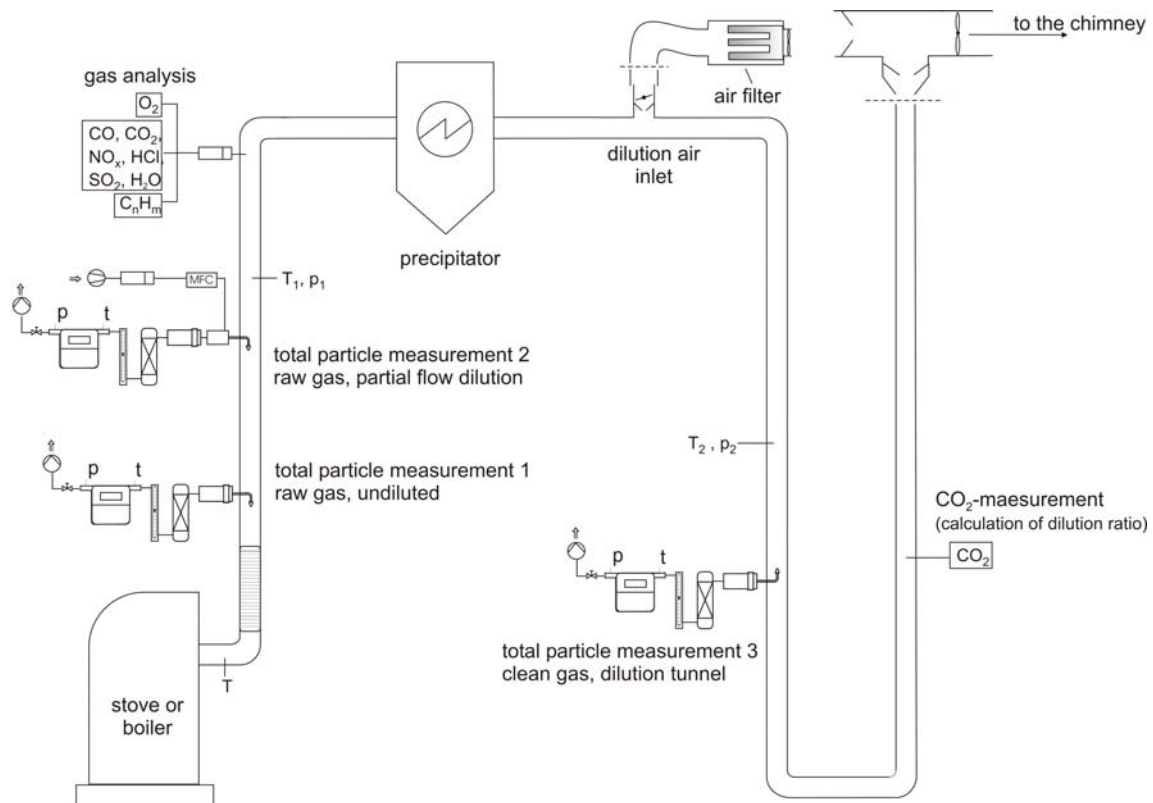 to the chimney
gas analysis
O₂
CO, CO₂,
NOₓ, HCl,
SO₂, H₂O
CₙHₘ
air filter
dilution air
inlet
precipitator
MFC
T₁, p₁
p t
total particle measurement 2
raw gas, partial flow dilution
T₂ , p₂
p t
total particle measurement 1
raw gas, undiluted
CO₂-maesurement
(calculation of dilution ratio)
CO₂
p t
total particle measurement 3
clean gas, dilution tunnel
T
stove or
boiler